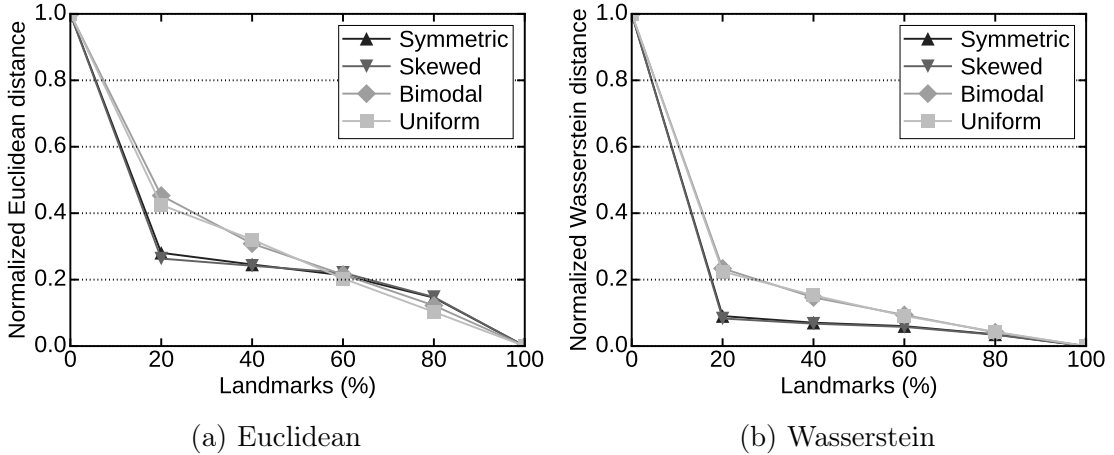 Normalized Euclidean distance
1.0
0.8
0.6
0.4
0.2
0.0
0 20 40 60 80 100
Landmarks (%)
Symmetric
Skewed
Bimodal
Uniform
(a) Euclidean
Normalized Wasserstein distance
1.0
0.8
0.6
0.4
0.2
0.0
0 20 40 60 80 100
Landmarks (%)
Symmetric
Skewed
Bimodal
Uniform
(b) Wasserstein